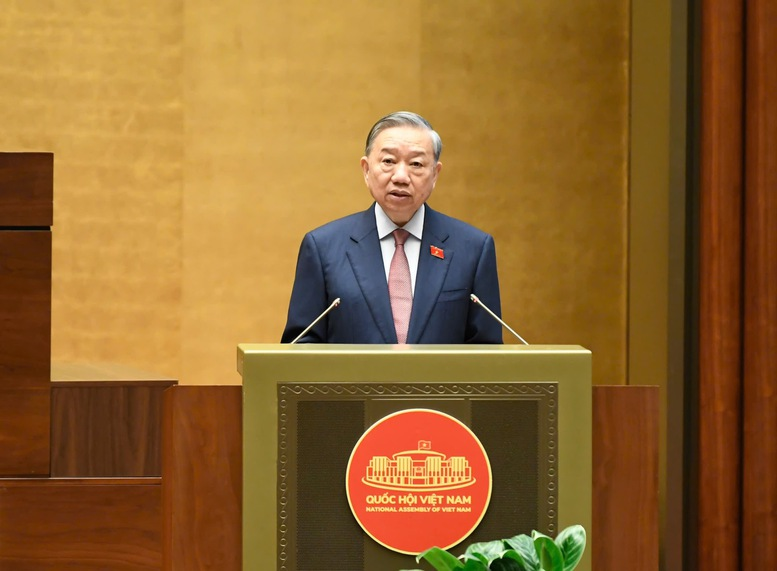 QUỐC HỘI VIỆT NAM
NATIONAL ASSEMBLY OF VIET NAM